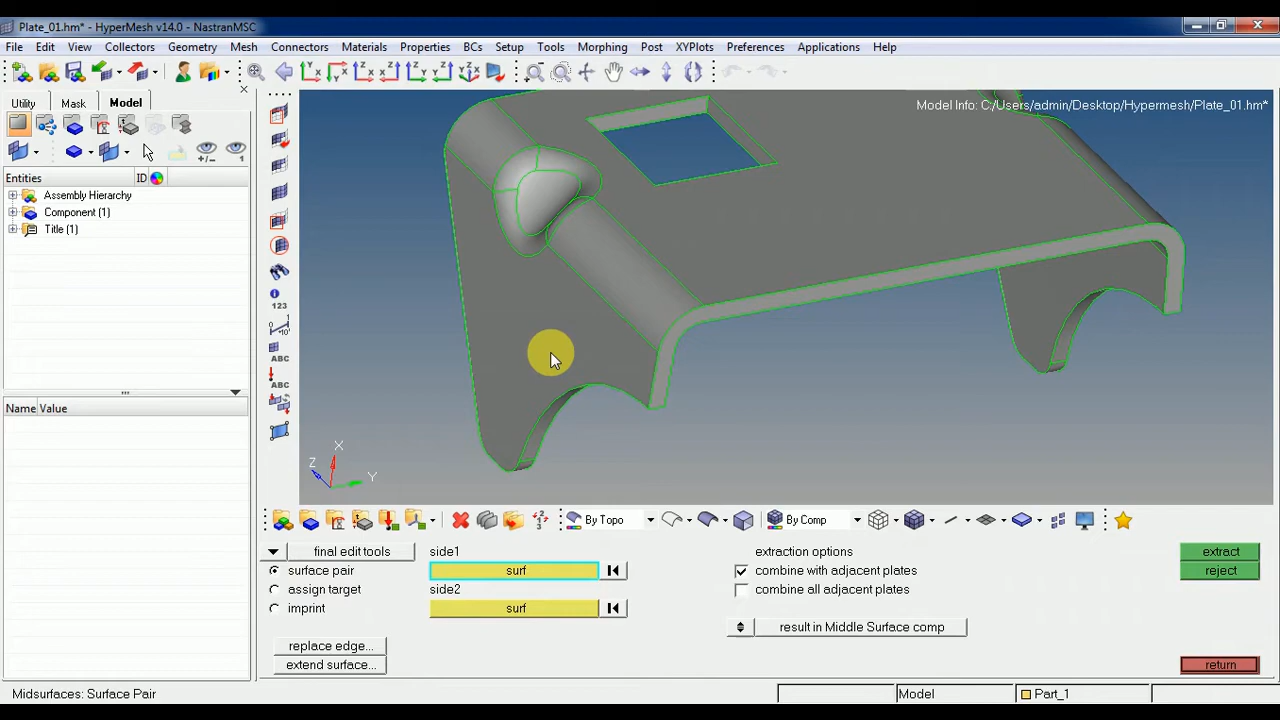 Plate_01.hm* - HyperMesh v14.0 - NastranMSC
File Edit View Collectors Geometry Mesh Connectors Materials Properties BCs Setup Tools Morphing Post XYPlots Preferences Applications Help
Utility Mask Model
Model Info: C:/Users/admin/Desktop/Hypermesh/Plate_01.hm*
Entities ID
Assembly Hierarchy
Component (1)
Title (1)
123
ABC
ABC
Name Value
X
Z
Y
By Topo By Comp
final edit tools side1 extraction options extract
surface pair surf combine with adjacent plates reject
assign target side2 combine all adjacent plates
imprint surf
result in Middle Surface comp
replace edge...
extend surface... return
Midsurfaces: Surface Pair Model Part_1